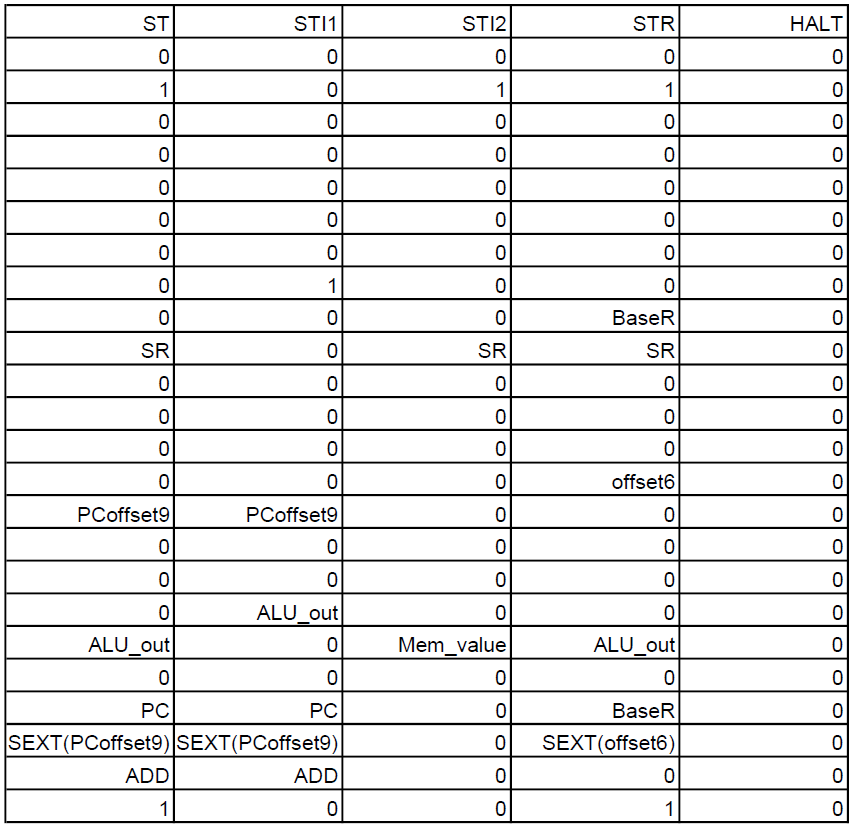 ST STI1 STI2 STR HALT
0 0 0 0 0
1 0 1 1 0
0 0 0 0 0
0 0 0 0 0
0 0 0 0 0
0 0 0 0 0
0 0 0 0 0
0 1 0 0 0
0 0 0 BaseR 0
SR 0 SR SR 0
0 0 0 0 0
0 0 0 0 0
0 0 0 0 0
0 0 0 offset6 0
PCoffset9 PCoffset9 0 0 0
0 0 0 0 0
0 0 0 0 0
0 ALU_out 0 0 0
ALU_out 0 Mem_value ALU_out 0
0 0 0 0 0
PC PC 0 BaseR 0
SEXT(PCoffset9) SEXT(PCoffset9) 0 SEXT(offset6) 0
ADD ADD 0 0 0
1 0 0 1 0